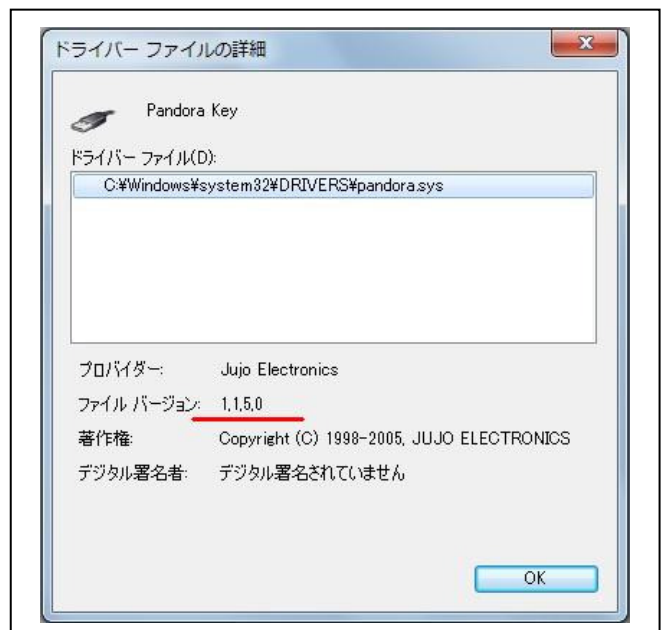 ドライバー ファイルの詳細
Pandora Key
ドライバー ファイル(D):
C:¥Windows¥system32¥DRIVERS¥pandora.sys
プロバイダー: Jujo Electronics
ファイル バージョン: 1,1,5,0
著作権: Copyright (C) 1998-2005, JUJO ELECTRONICS
デジタル署名者: デジタル署名されていません
OK